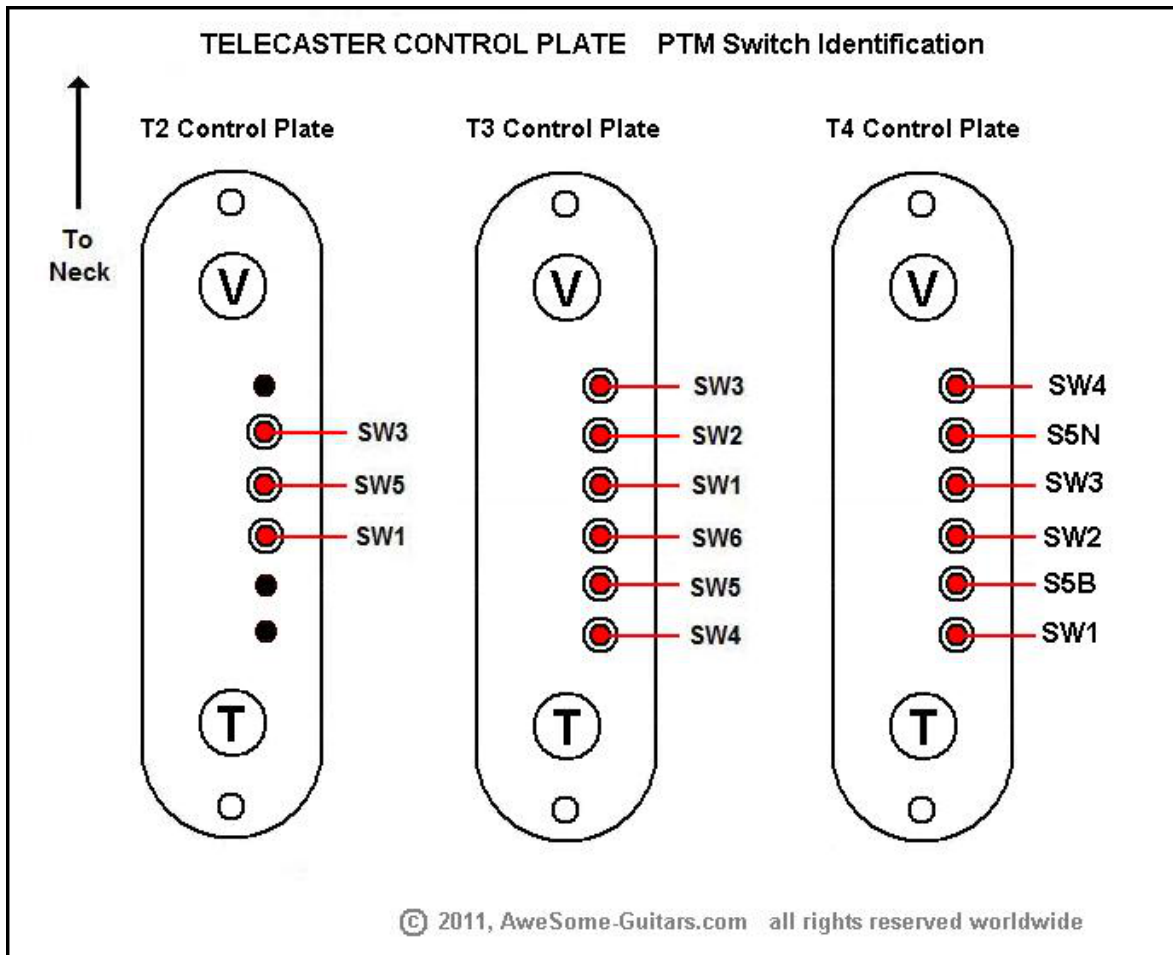 TELECASTER CONTROL PLATE PTM Switch Identification
To
Neck
T2 Control Plate
V
SW3
SW5
SW1
T
T3 Control Plate
V
SW3
SW2
SW1
SW6
SW5
SW4
T
T4 Control Plate
V
SW4
S5N
SW3
SW2
S5B
SW1
T
© 2011, AweSome-Guitars.com all rights reserved worldwide